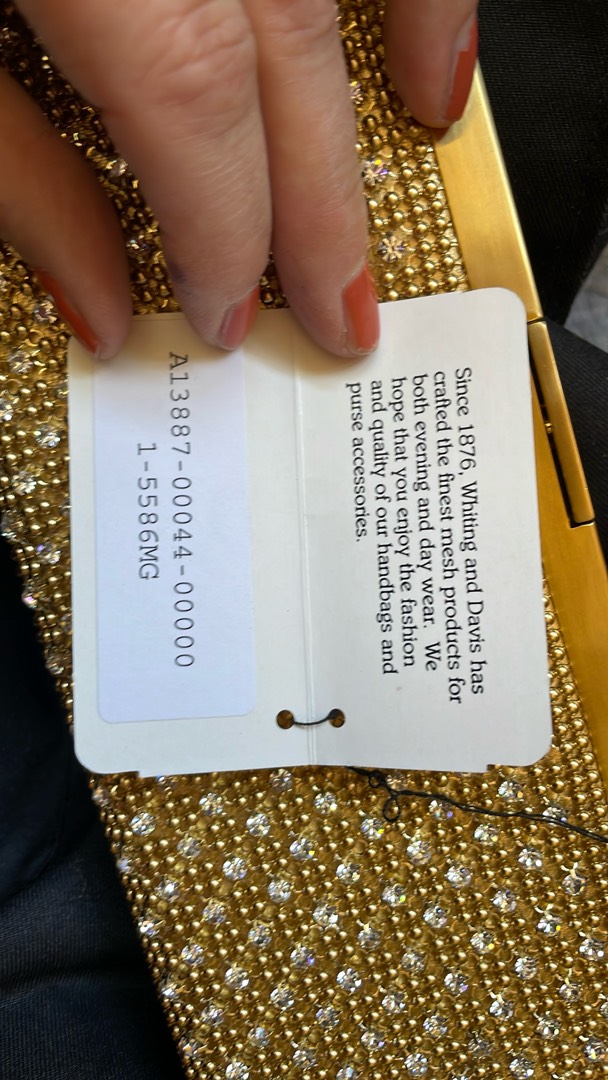 Since 1876, Whiting and Davis has
crafted the finest mesh products for
both evening and day wear. We
hope that you enjoy the fashion
and quality of our handbags and
purse accessories.
A13887-00044-00000
1-5586MG